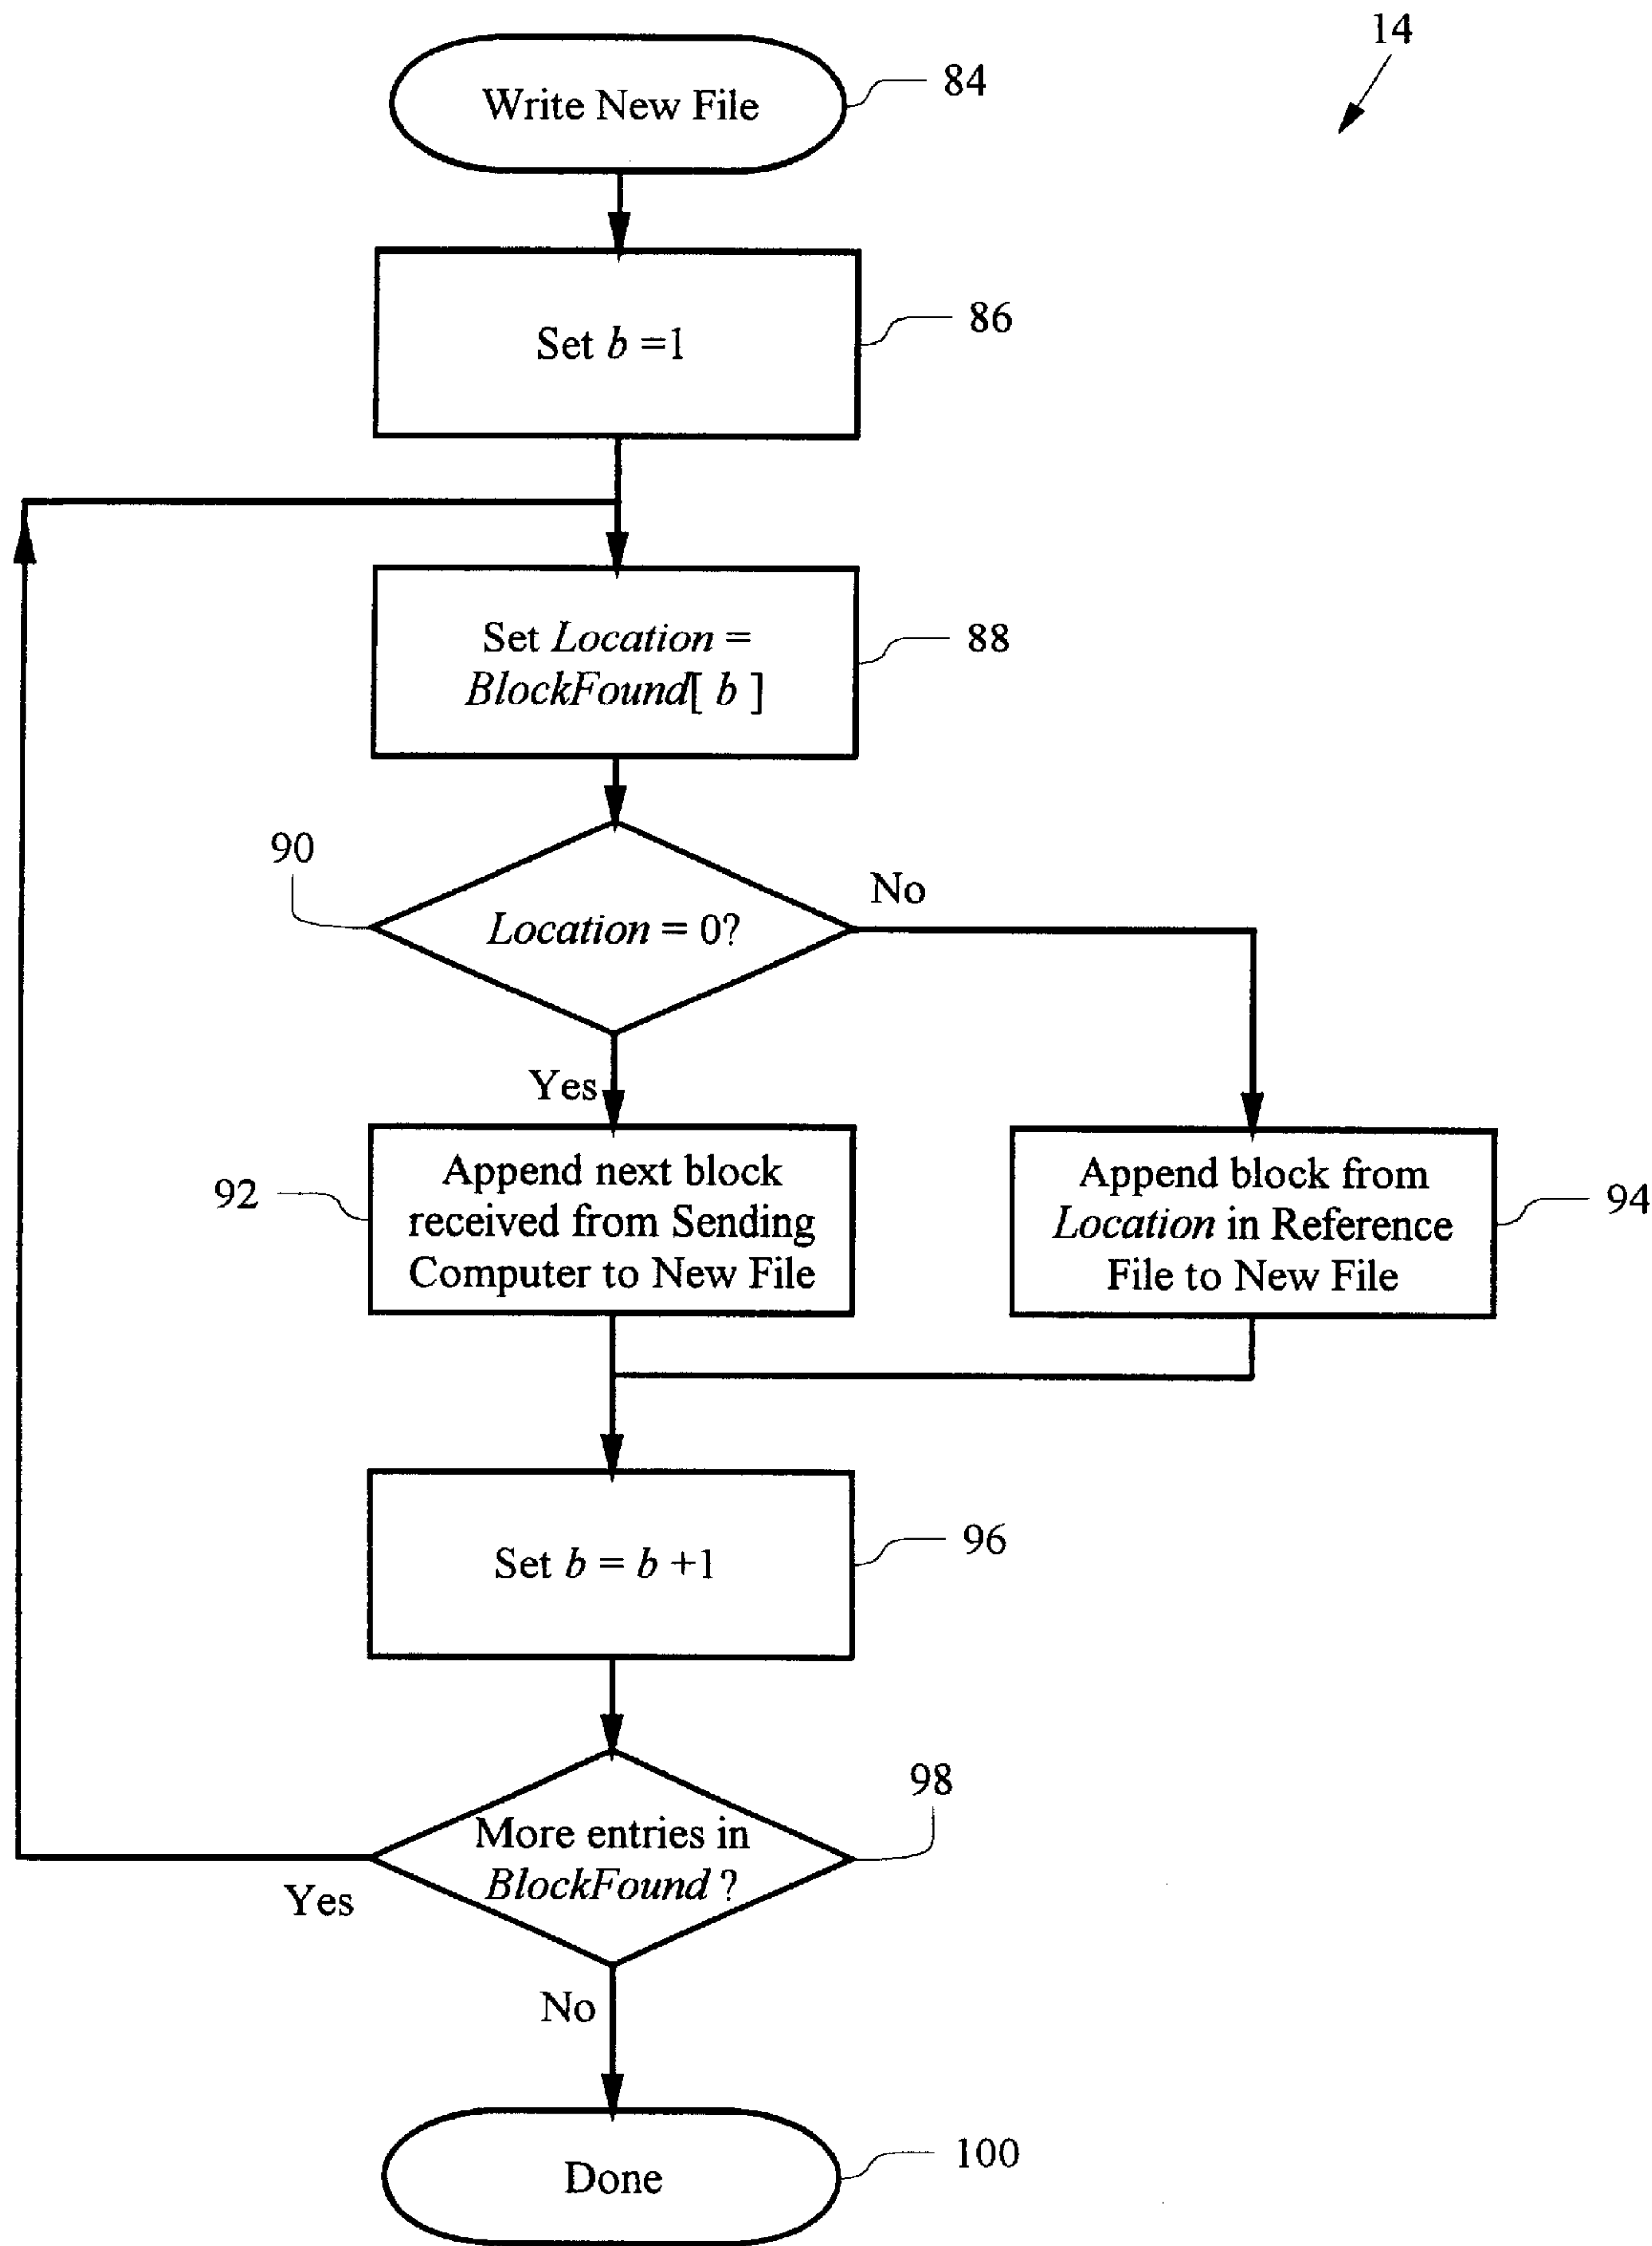 14
Write New File
84
Set b =1
86
Set Location =
BlockFound[ b ]
88
90
Location = 0?
No
Yes
92
Append next block
received from Sending
Computer to New File
Append block from
Location in Reference
File to New File
94
Set b = b +1
96
98
More entries in
BlockFound ?
Yes
No
Done
100